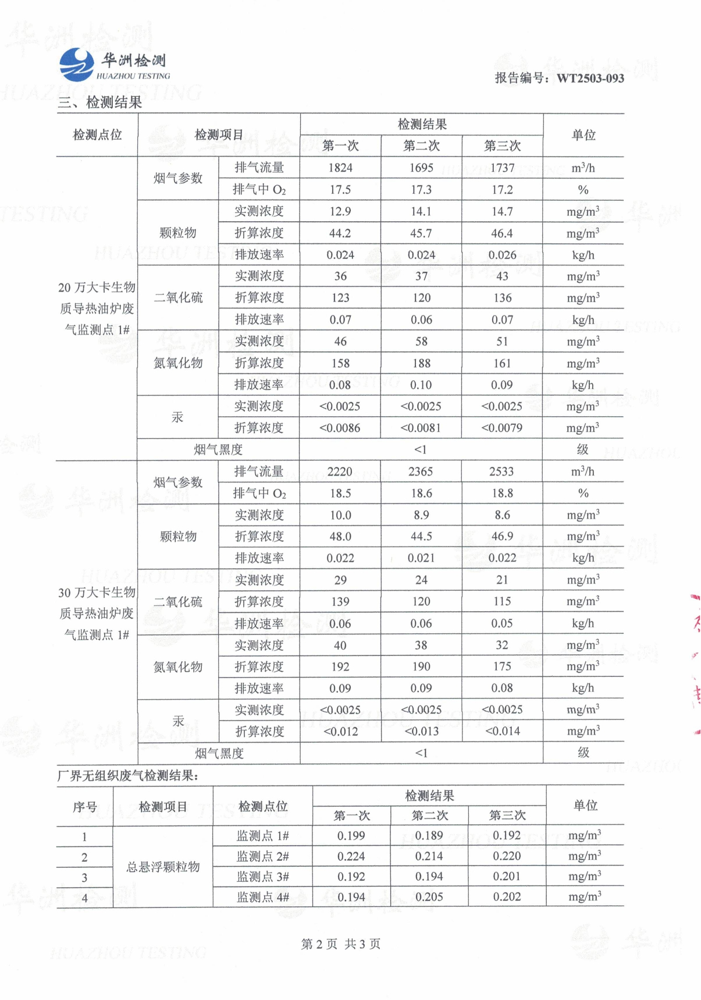 华洲检测
HUAZHOU TESTING
报告编号：WT2503-093
三、检测结果
检测点位 检测项目 检测结果 单位
第一次 第二次 第三次
20 万大卡生物质导热油炉废气监测点 1#
烟气参数 排气流量 1824 1695 1737 m³/h
排气中 O₂ 17.5 17.3 17.2 %
颗粒物 实测浓度 12.9 14.1 14.7 mg/m³
折算浓度 44.2 45.7 46.4 mg/m³
排放速率 0.024 0.024 0.026 kg/h
二氧化硫 实测浓度 36 37 43 mg/m³
折算浓度 123 120 136 mg/m³
排放速率 0.07 0.06 0.07 kg/h
氮氧化物 实测浓度 46 58 51 mg/m³
折算浓度 158 188 161 mg/m³
排放速率 0.08 0.10 0.09 kg/h
汞 实测浓度 <0.0025 <0.0025 <0.0025 mg/m³
折算浓度 <0.0086 <0.0081 <0.0079 mg/m³
烟气黑度 <1 级
30 万大卡生物质导热油炉废气监测点 1#
烟气参数 排气流量 2220 2365 2533 m³/h
排气中 O₂ 18.5 18.6 18.8 %
颗粒物 实测浓度 10.0 8.9 8.6 mg/m³
折算浓度 48.0 44.5 46.9 mg/m³
排放速率 0.022 0.021 0.022 kg/h
二氧化硫 实测浓度 29 24 21 mg/m³
折算浓度 139 120 115 mg/m³
排放速率 0.06 0.06 0.05 kg/h
氮氧化物 实测浓度 40 38 32 mg/m³
折算浓度 192 190 175 mg/m³
排放速率 0.09 0.09 0.08 kg/h
汞 实测浓度 <0.0025 <0.0025 <0.0025 mg/m³
折算浓度 <0.012 <0.013 <0.014 mg/m³
烟气黑度 <1 级
厂界无组织废气检测结果：
序号 检测项目 检测点位 检测结果 单位
第一次 第二次 第三次
总悬浮颗粒物
1 监测点 1# 0.199 0.189 0.192 mg/m³
2 监测点 2# 0.224 0.214 0.220 mg/m³
3 监测点 3# 0.192 0.194 0.201 mg/m³
4 监测点 4# 0.194 0.205 0.202 mg/m³
第 2 页 共 3 页